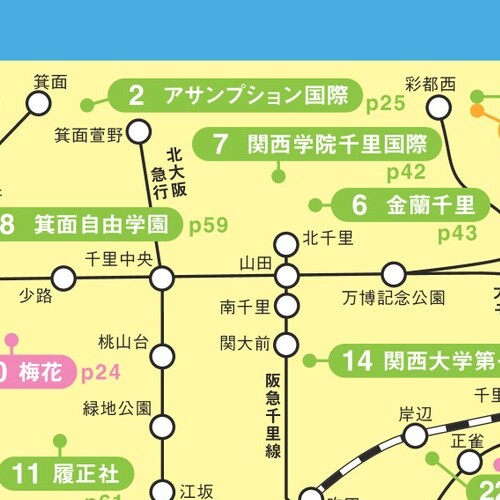 箕面
2 アサンプション国際
p25
彩都西
箕面萱野
北大阪
急行
7 関西学院千里国際
p42
6 金蘭千里
p43
8 箕面自由学園
p59
千里中央
山田
北千里
少路
南千里
万博記念公園
桃山台
関大前
梅花
p24
14 関西大学第
阪急千里線
緑地公園
岸辺
正雀
11 履正社
江坂